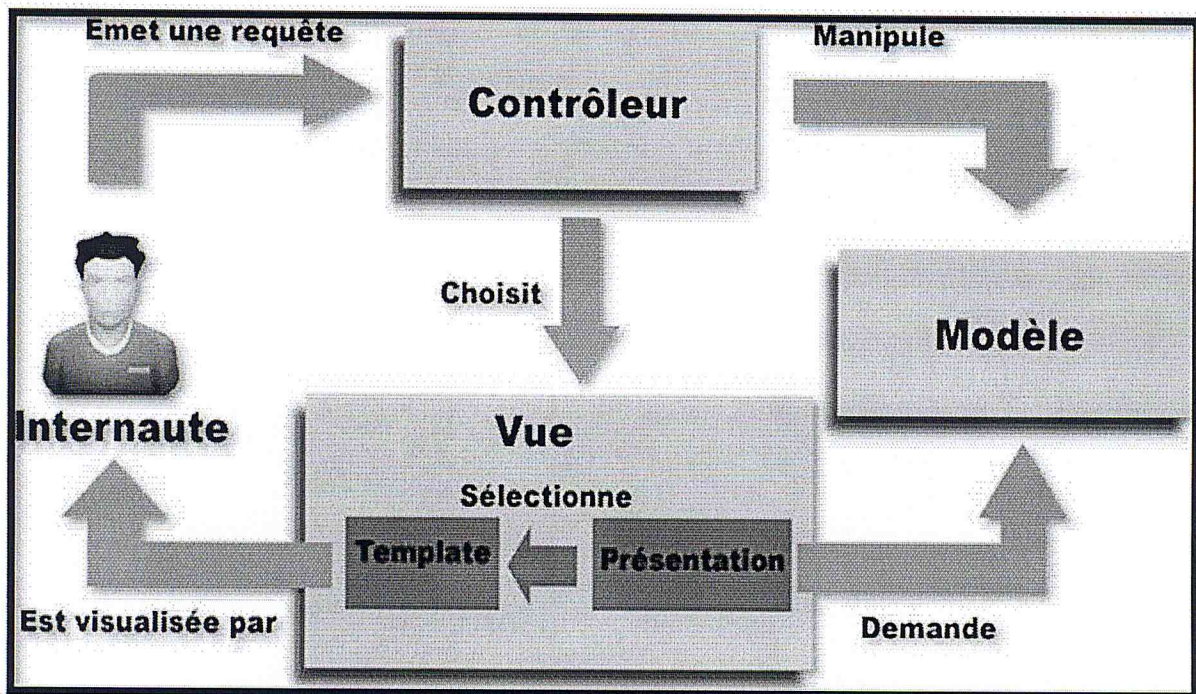 Emet une requête
Manipule
Contrôleur
Choisit
Modèle
Internaute
Vue
Sélectionne
Template
Présentation
Est visualisée par
Demande